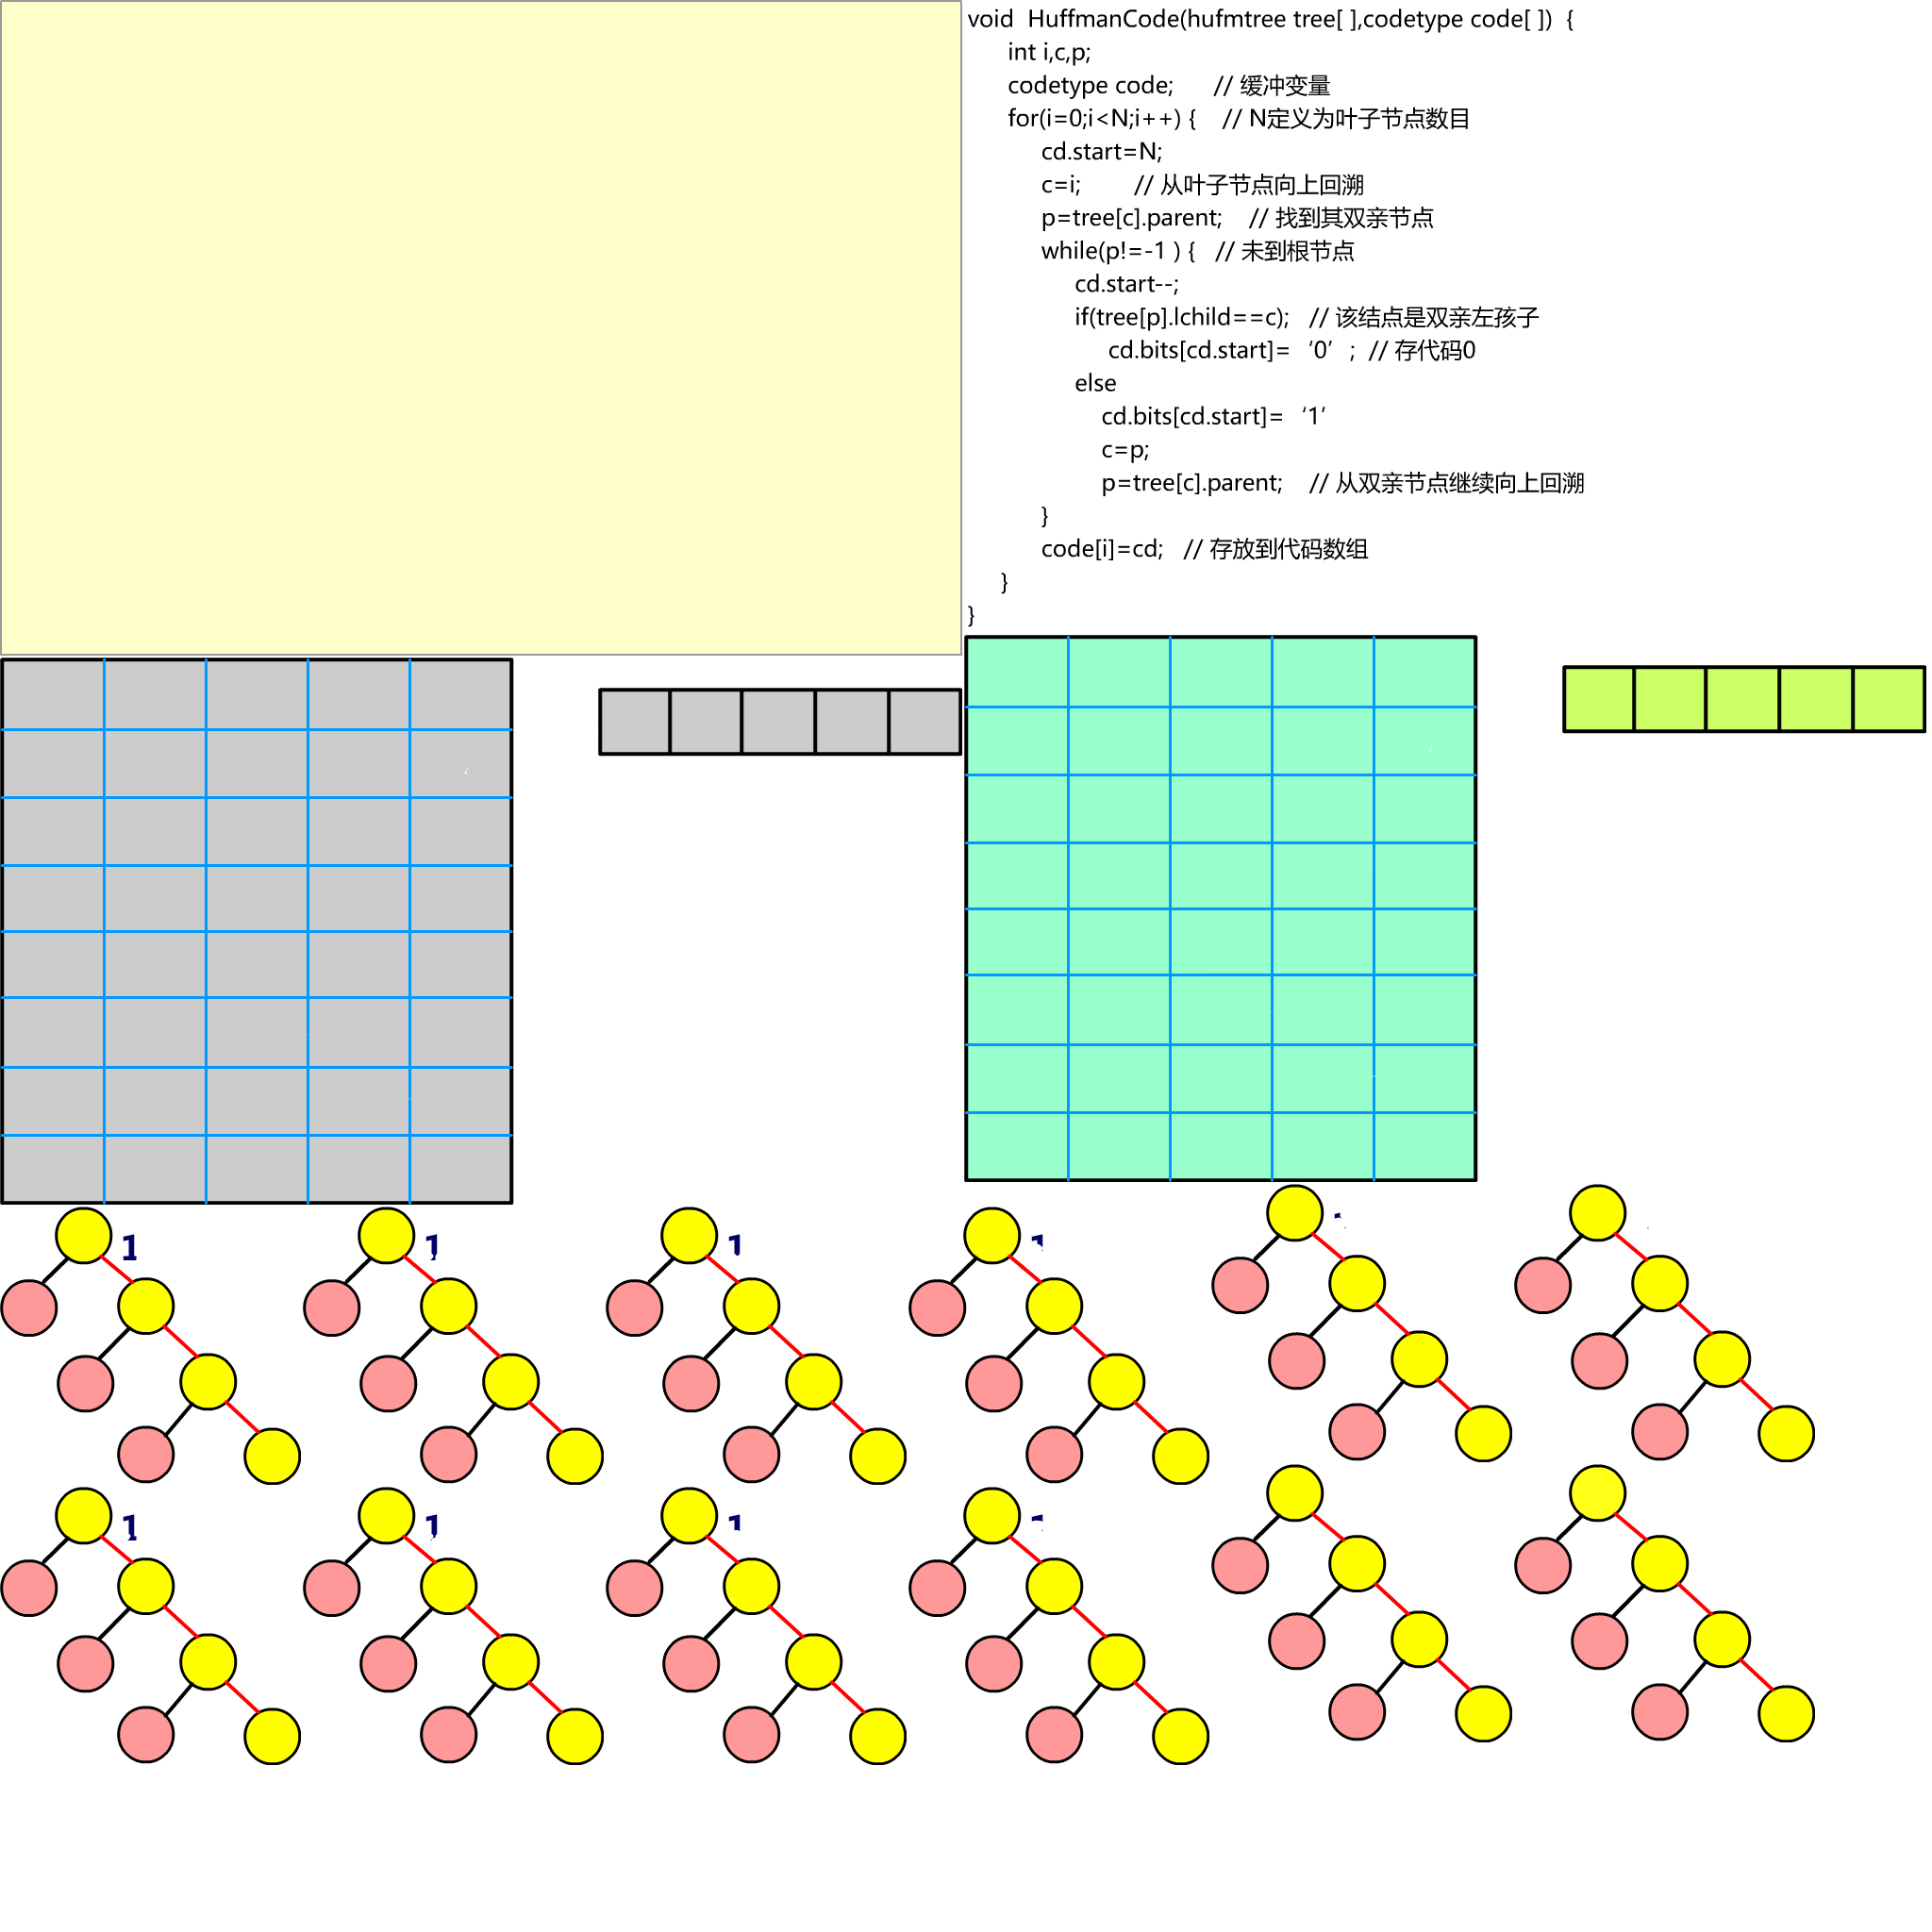 void  HuffmanCode(hufmtree tree[ ],codetype code[ ])  {
int i,c,p;
codetype code;      // 缓冲变量
for(i=0;i<N;i++) {    // N定义为叶子节点数目
cd.start=N;
c=i;        // 从叶子节点向上回溯
p=tree[c].parent;    // 找到其双亲节点
while(p!=-1 ) {   // 未到根节点
cd.start--;
if(tree[p].lchild==c);   // 该结点是双亲左孩子
cd.bits[cd.start]=‘0’;  // 存代码0
else
cd.bits[cd.start]=‘1’
c=p;
p=tree[c].parent;    // 从双亲节点继续向上回溯
}
code[i]=cd;   // 存放到代码数组
}
}
1 1 1 1
1 1 1